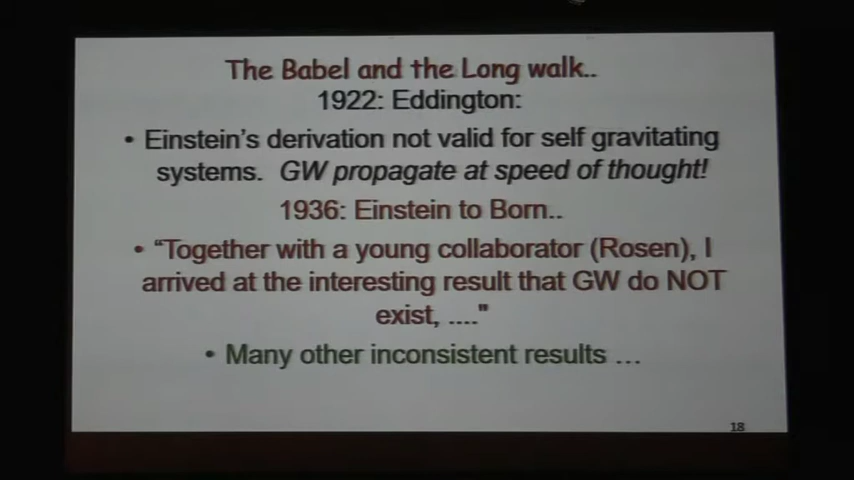 The Babel and the Long walk..
1922: Eddington:
• Einstein's derivation not valid for self gravitating
systems. GW propagate at speed of thought!
1936: Einstein to Born..
• “Together with a young collaborator (Rosen), I
arrived at the interesting result that GW do NOT
exist, ...."
• Many other inconsistent results …
18